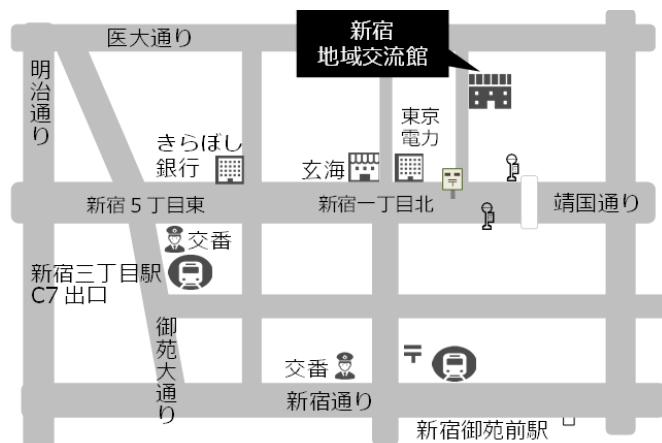 医大通り
新宿
地域交流館
明治通り
東京
電力
きらぼし
銀行
玄海
新宿5丁目東
新宿一丁目北
靖国通り
交番
新宿三丁目駅
C7出口
御苑大通り
〒
交番
新宿通り
新宿御苑前駅